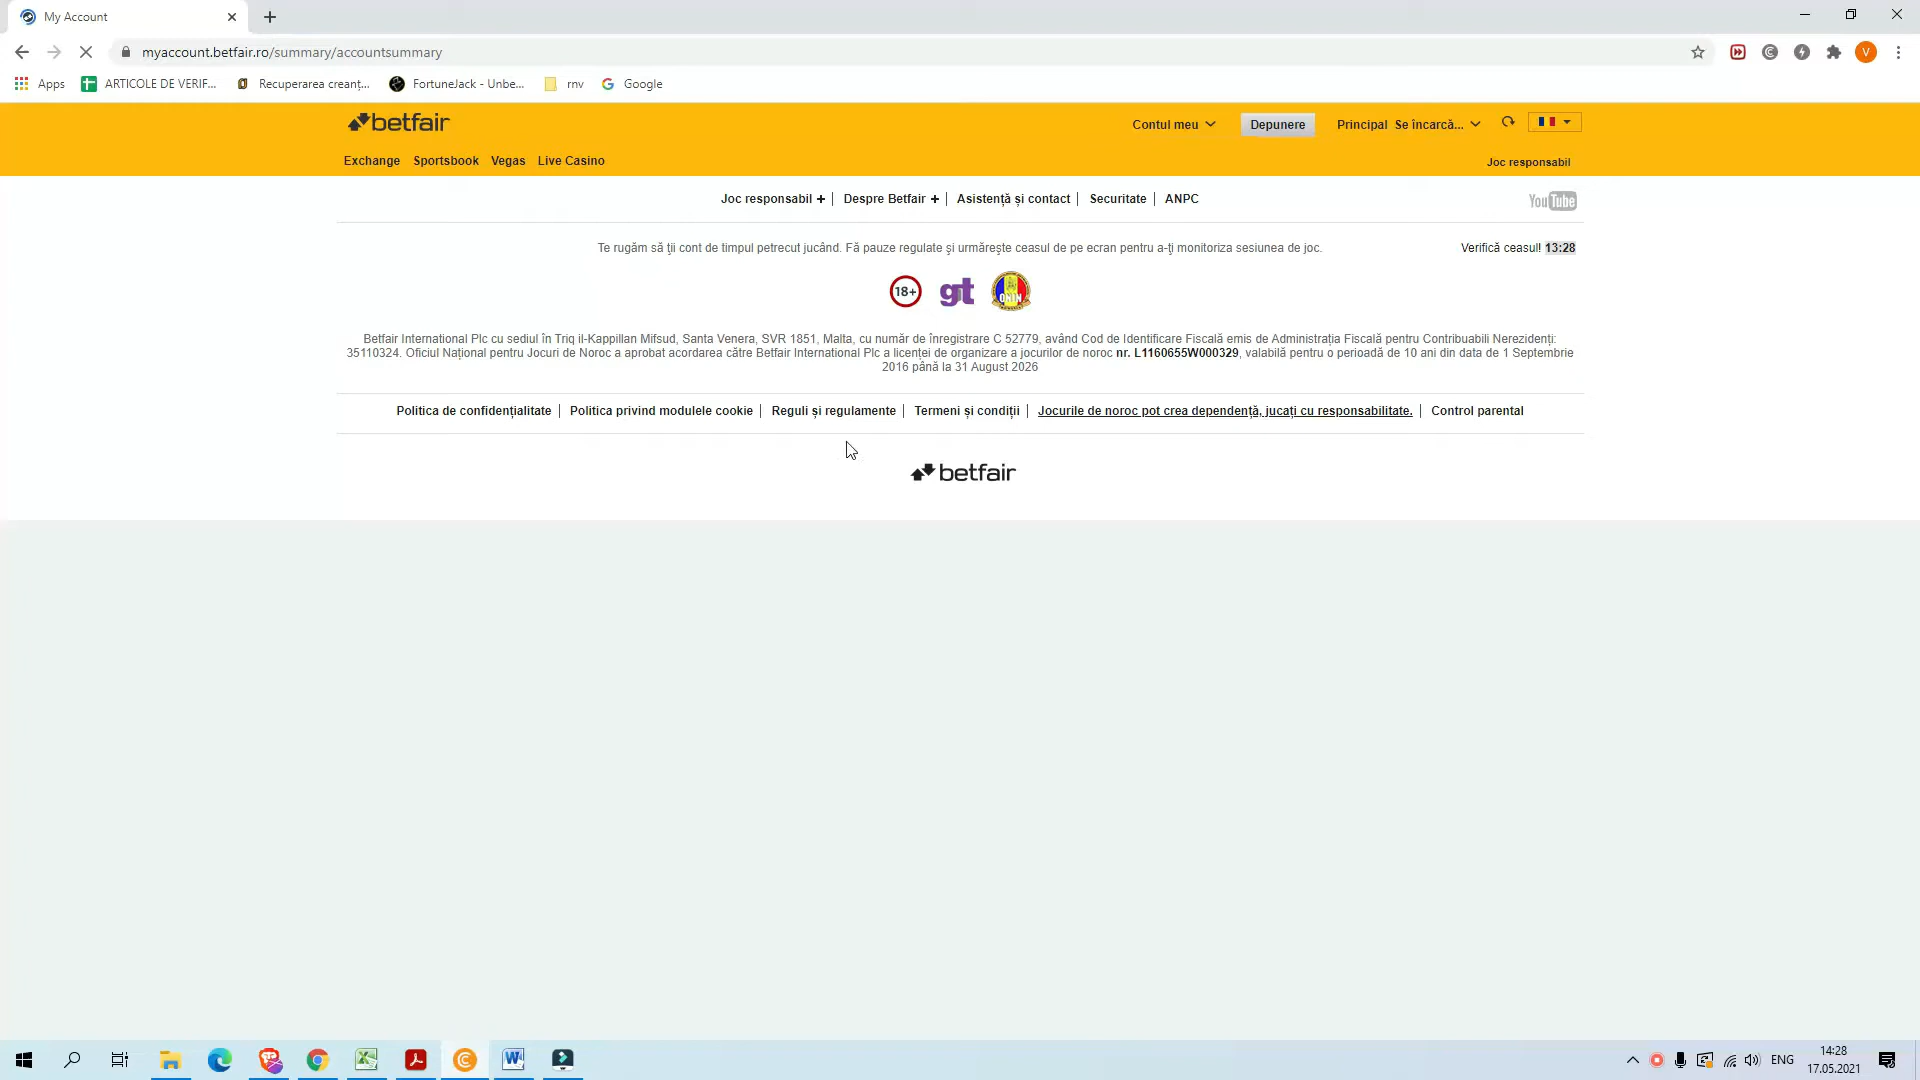 My Account
myaccount.betfair.ro/summary/accountsummary
V
Apps
ARTICOLE DE VERIF...
Recuperarea creanț...
FortuneJack - Unbe...
rnv
Google
betfair
Contul meu
Depunere
Principal Se încarcă...
Exchange Sportsbook Vegas Live Casino
Joc responsabil
Joc responsabil + | Despre Betfair + | Asistență și contact | Securitate | ANPC
YouTube
Te rugăm să ții cont de timpul petrecut jucând. Fă pauze regulate și urmărește ceasul de pe ecran pentru a-ți monitoriza sesiunea de joc.
Verifică ceasul! 13:28
18+
gt
ONJN
Betfair International Plc cu sediul în Triq il-Kappillan Mifsud, Santa Venera, SVR 1851, Malta, cu număr de înregistrare C 52779, având Cod de Identificare Fiscală emis de Administrația Fiscală pentru Contribuabili Nerezidenți:
35110324. Oficiul Național pentru Jocuri de Noroc a aprobat acordarea către Betfair International Plc a licenței de organizare a jocurilor de noroc nr. L1160655W000329, valabilă pentru o perioadă de 10 ani din data de 1 Septembrie
2016 până la 31 August 2026
Politica de confidențialitate | Politica privind modulele cookie | Reguli și regulamente | Termeni și condiții | Jocurile de noroc pot crea dependență, jucați cu responsabilitate. | Control parental
betfair
ENG
14:28
17.05.2021